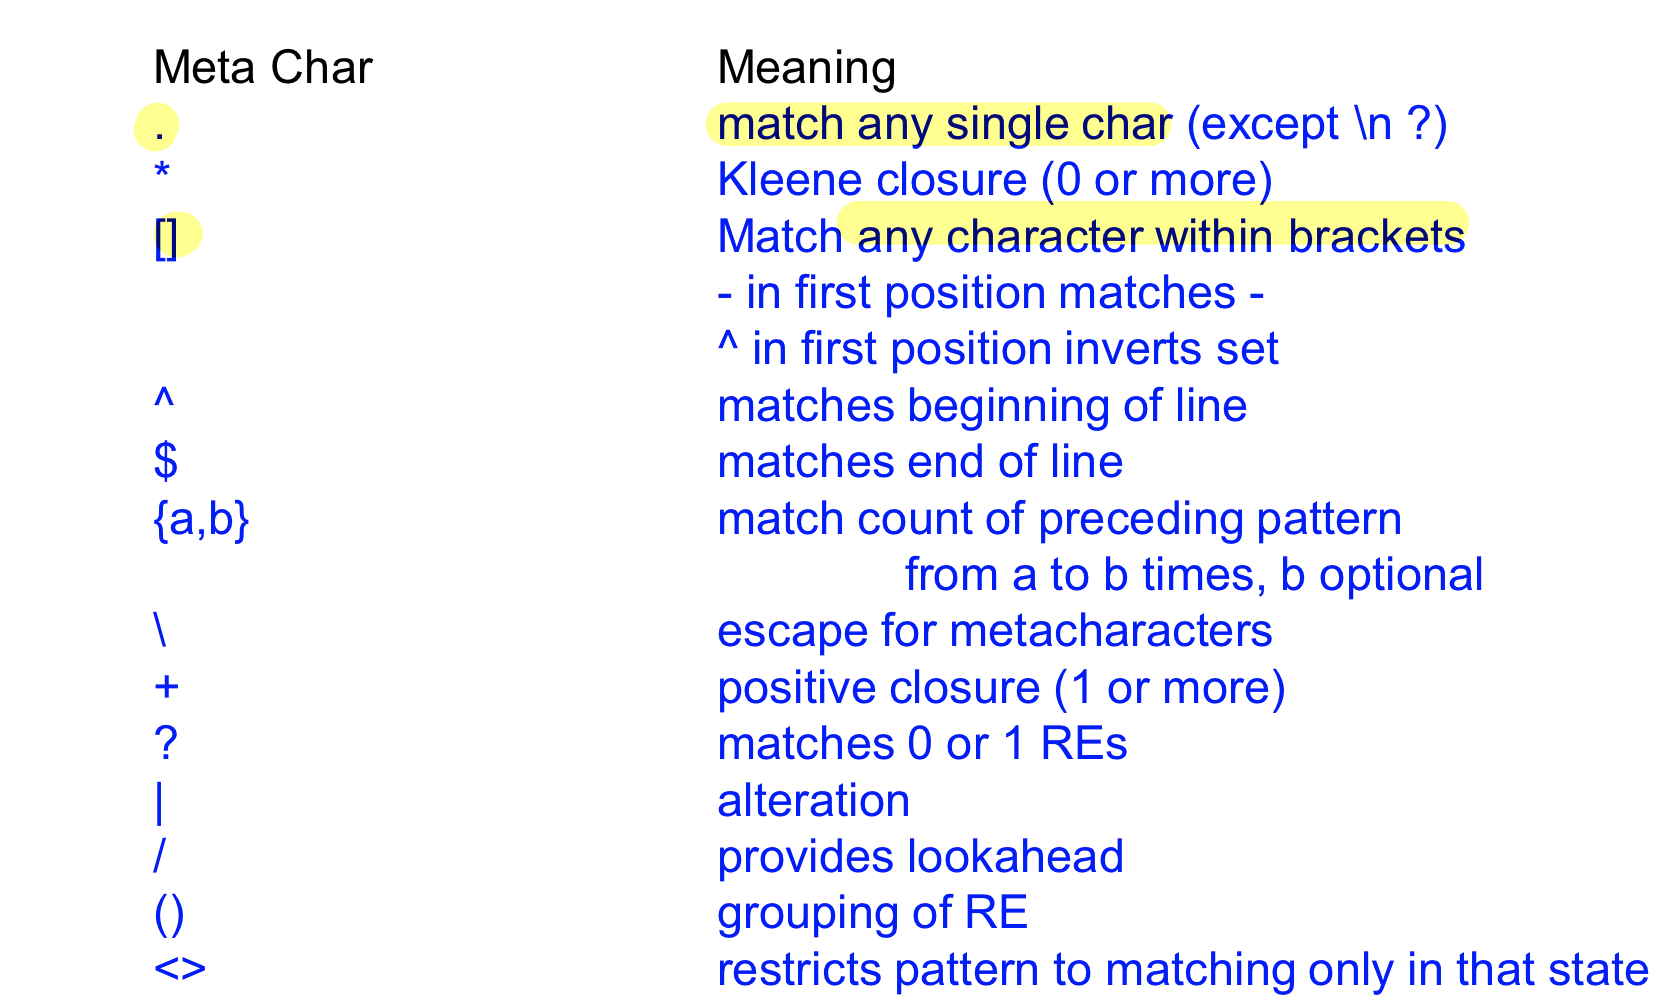 Meta Char Meaning
. match any single char (except \n ?)
* Kleene closure (0 or more)
[] Match any character within brackets
- in first position matches -
^ in first position inverts set
^ matches beginning of line
$ matches end of line
{a,b} match count of preceding pattern
from a to b times, b optional
\ escape for metacharacters
+ positive closure (1 or more)
? matches 0 or 1 REs
| alteration
/ provides lookahead
() grouping of RE
<> restricts pattern to matching only in that state